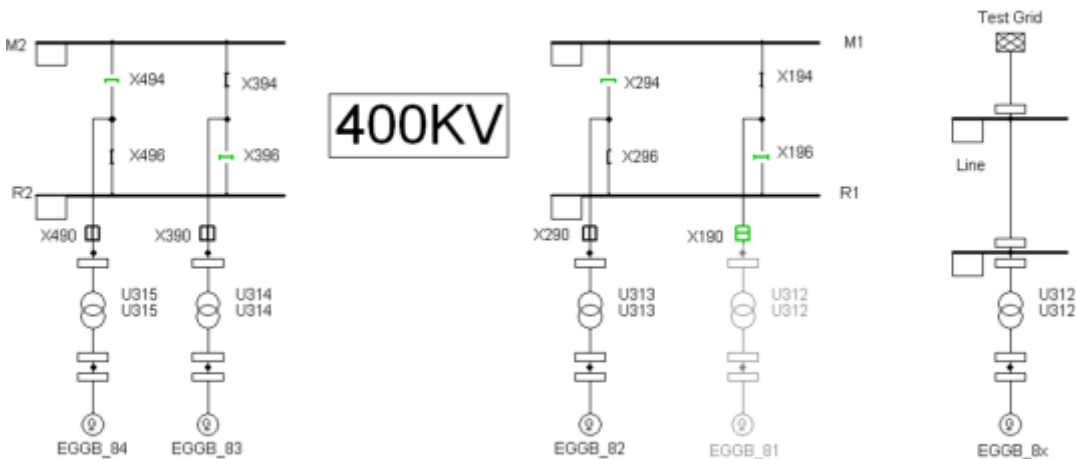 Test Grid
M2
M1
X494
X394
X294
X194
400KV
X496
X396
X296
X196
Line
R2
R1
X490
X390
X290
X190
U315
U315
U314
U314
U313
U313
U312
U312
U312
U312
EGGB_84
EGGB_83
EGGB_82
EGGB_81
EGGB_8x